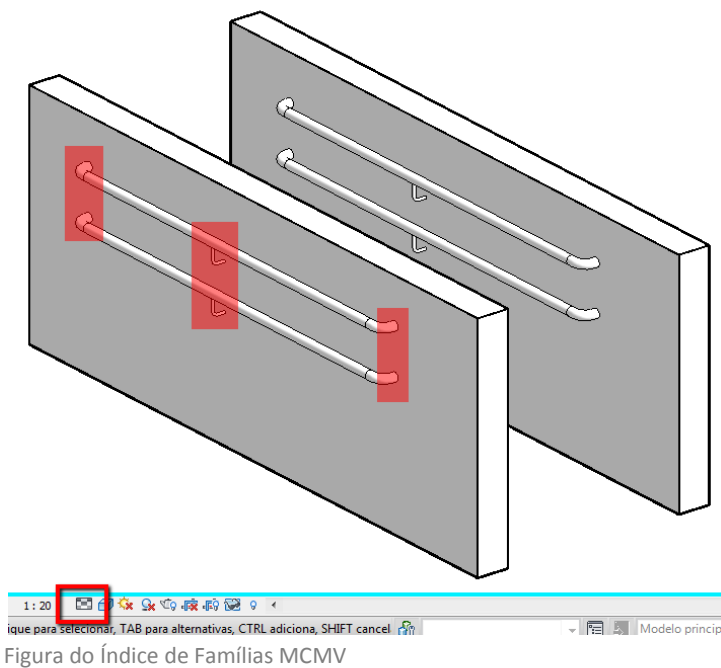 1 : 20
ique para selecionar, TAB para alternativas, CTRL adiciona, SHIFT cancel
Modelo princip
Figura do Índice de Famílias MCMV